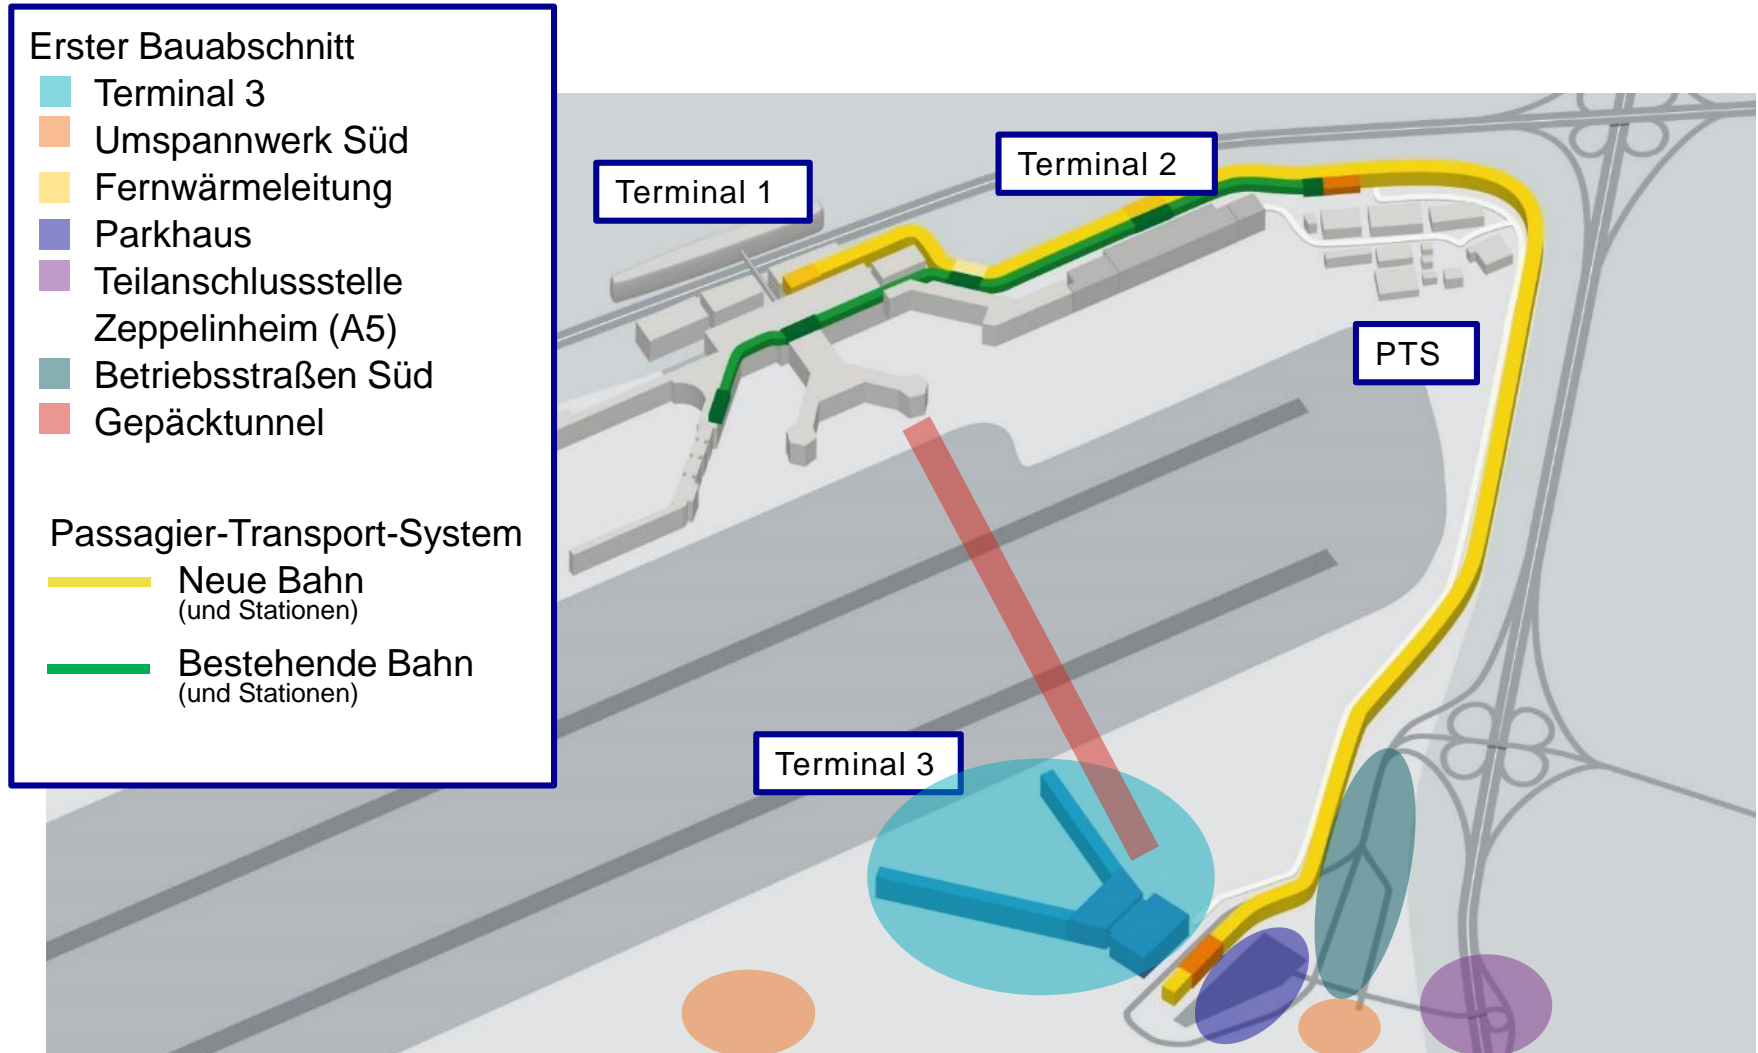 Erster Bauabschnitt
Terminal 3
Umspannwerk Süd
Fernwärmeleitung
Parkhaus
Teilanschlussstelle
Zeppelinheim (A5)
Betriebsstraßen Süd
Gepäcktunnel
Passagier-Transport-System
Neue Bahn
(und Stationen)
Bestehende Bahn
(und Stationen)
Terminal 1
Terminal 2
PTS
Terminal 3